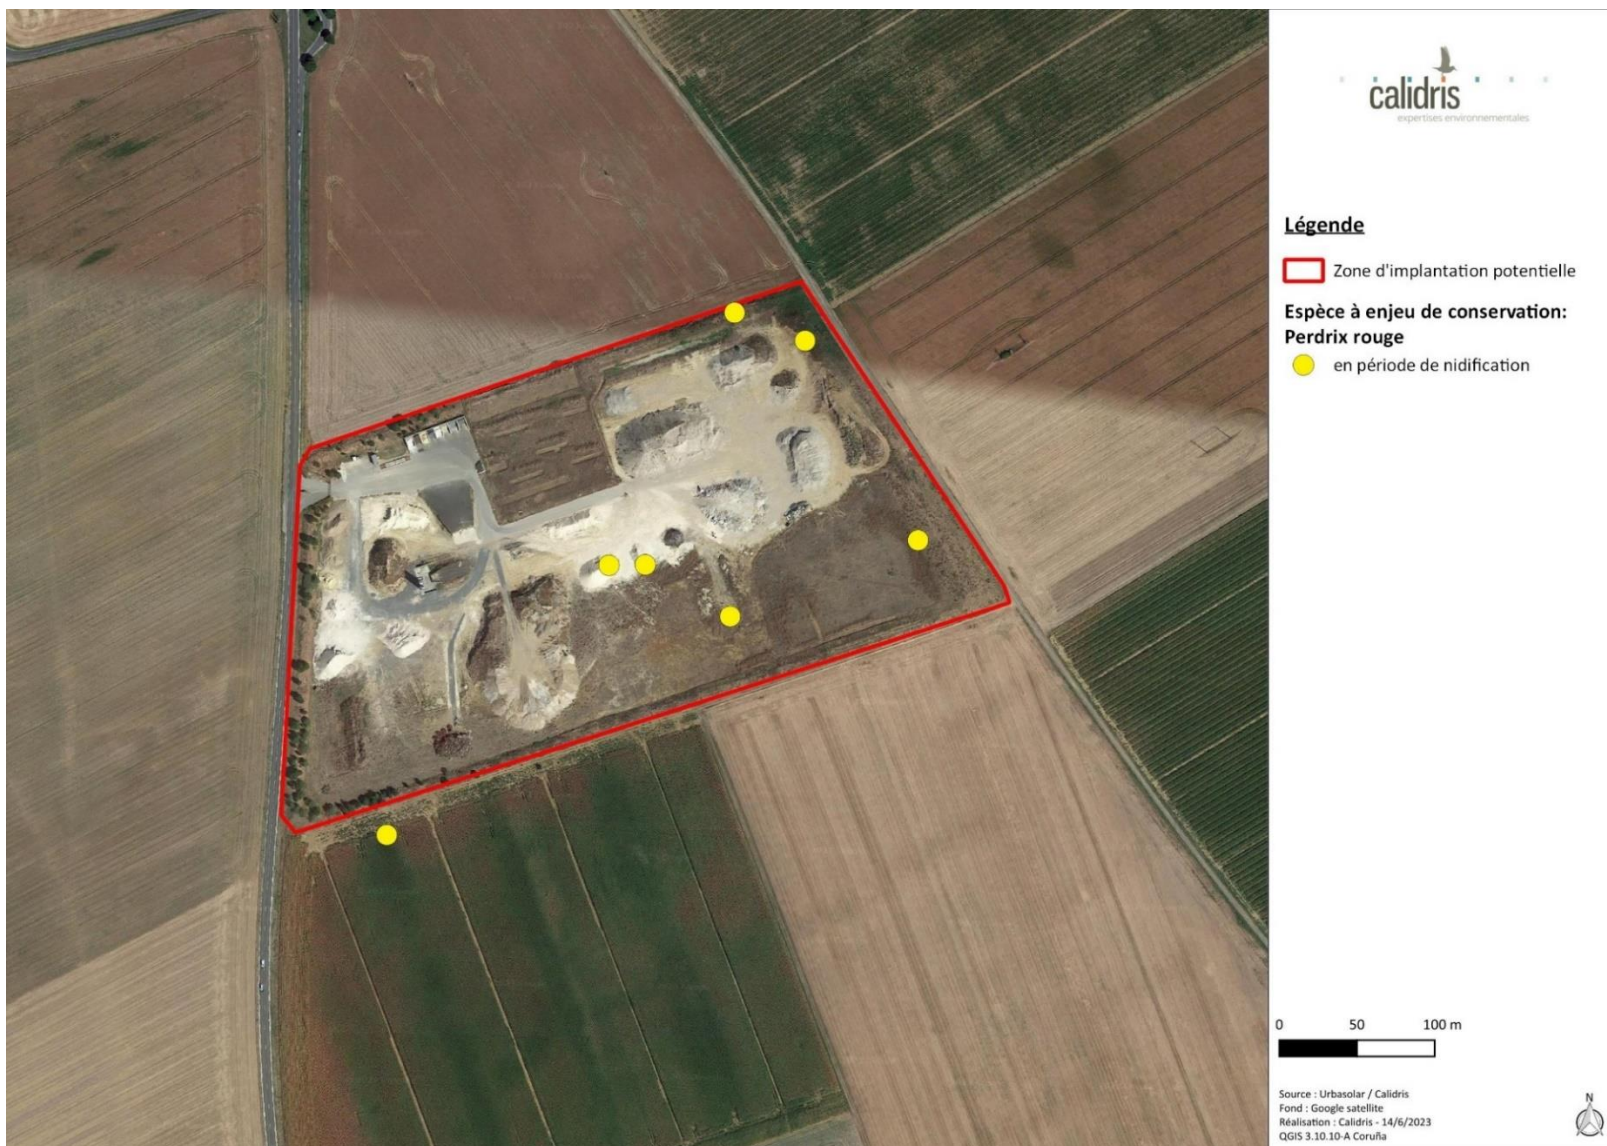 calidris
expertises environnementales
Légende
Zone d'implantation potentielle
Espèce à enjeu de conservation:
Perdrix rouge
en période de nidification
0 50 100 m
Source : Urbasolar / Calidris
Fond : Google satellite
Réalisation : Calidris - 14/6/2023
QGIS 3.10.10-A Coruña
N